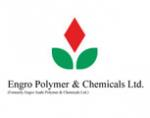 Engro Polymer & Chemicals Ltd.
(Formerly Engro Asahi Polymer & Chemicals Ltd.)